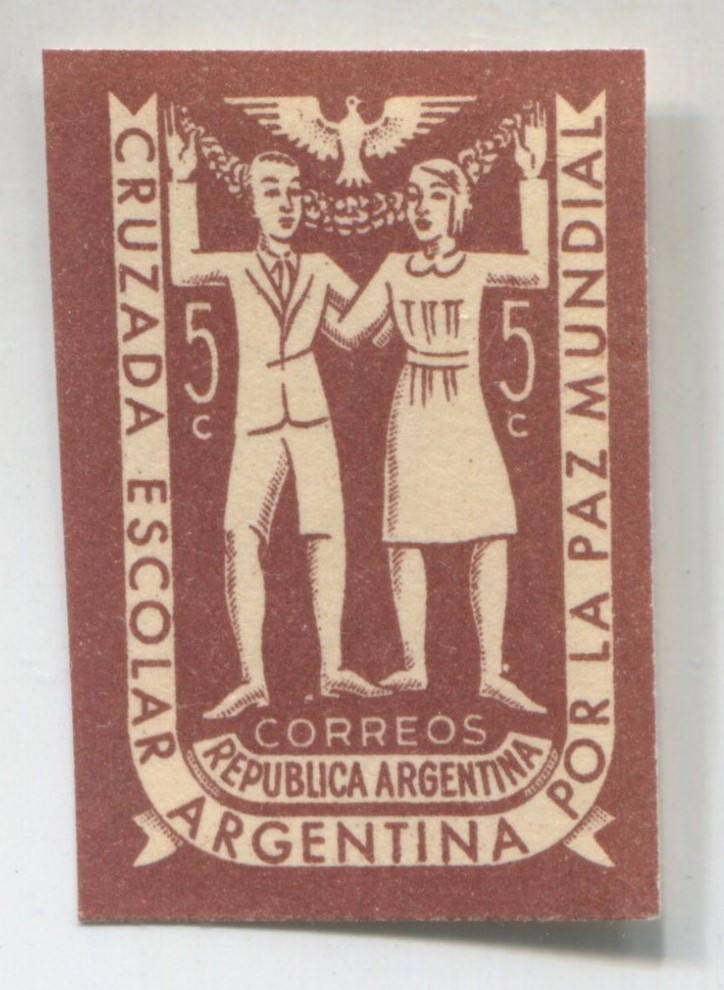 CRUZADA ESCOLAR ARGENTINA POR LA PAZ MUNDIAL
5 c
5 c
CORREOS
REPUBLICA ARGENTINA